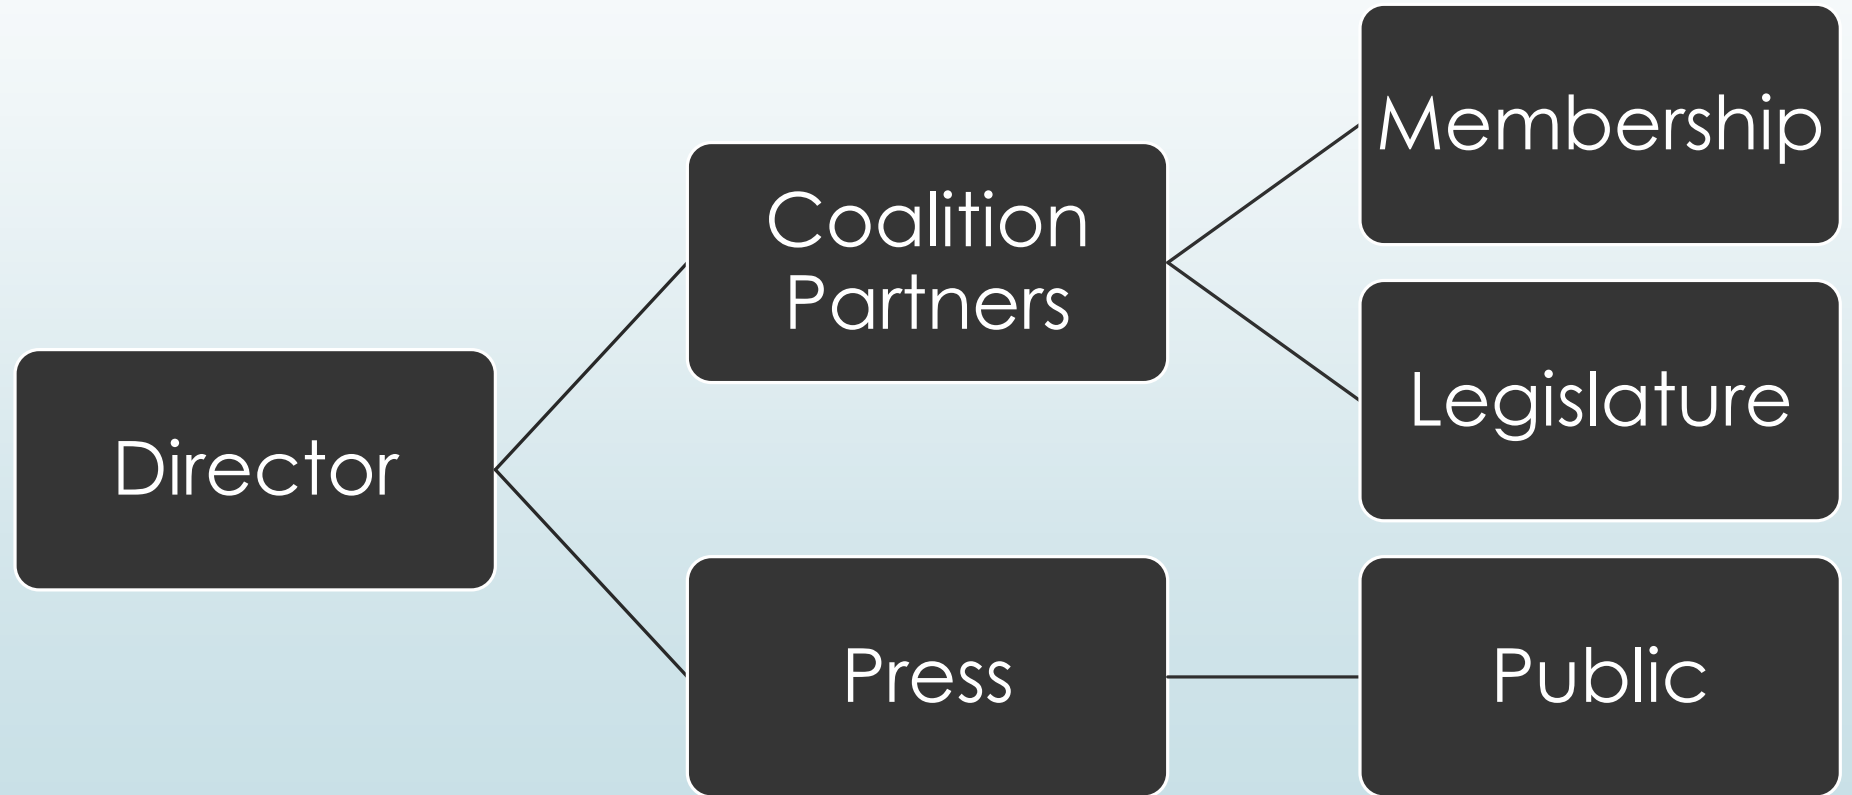 Director
Coalition
Partners
Membership
Legislature
Press
Public